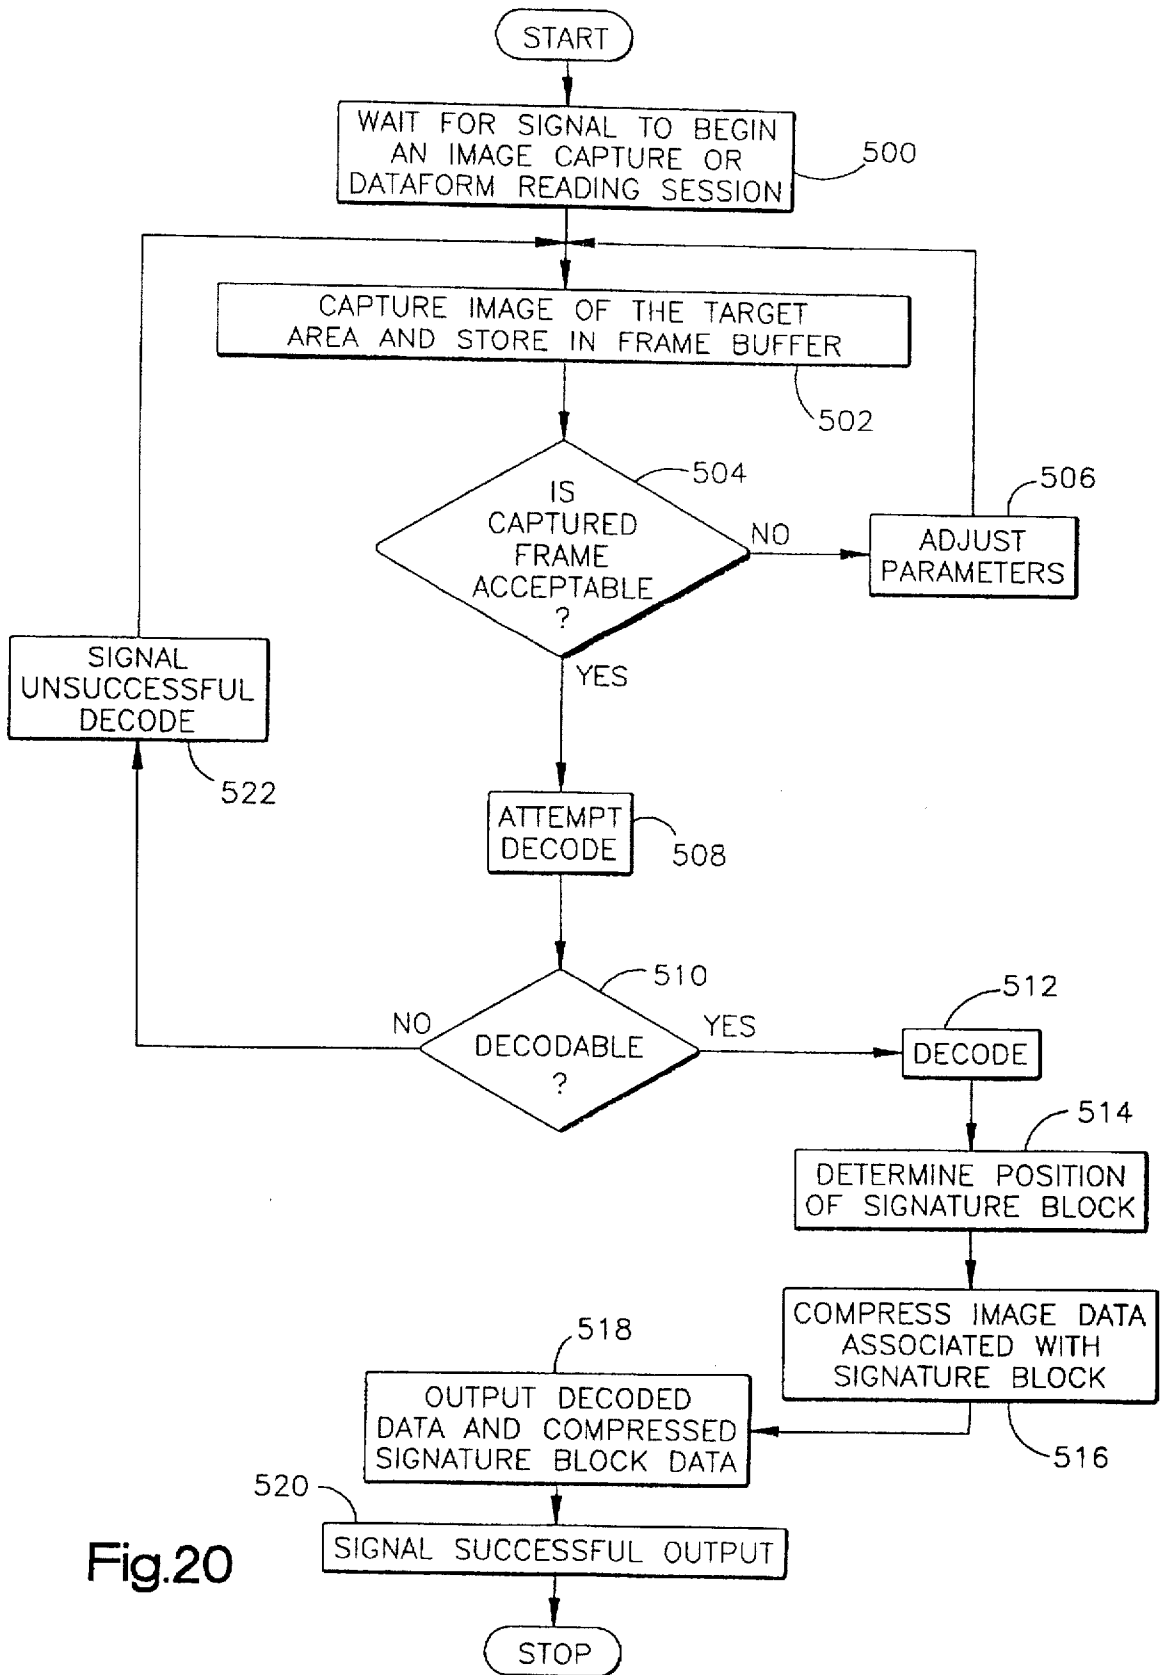 START
WAIT FOR SIGNAL TO BEGIN
AN IMAGE CAPTURE OR
DATAFORM READING SESSION
500
CAPTURE IMAGE OF THE TARGET
AREA AND STORE IN FRAME BUFFER
502
504
IS
CAPTURED
FRAME
ACCEPTABLE
?
NO
506
ADJUST
PARAMETERS
YES
SIGNAL
UNSUCCESSFUL
DECODE
522
ATTEMPT
DECODE
508
510
DECODABLE
?
NO
YES
512
DECODE
514
DETERMINE POSITION
OF SIGNATURE BLOCK
COMPRESS IMAGE DATA
ASSOCIATED WITH
SIGNATURE BLOCK
516
518
OUTPUT DECODED
DATA AND COMPRESSED
SIGNATURE BLOCK DATA
520
SIGNAL SUCCESSFUL OUTPUT
STOP
Fig.20